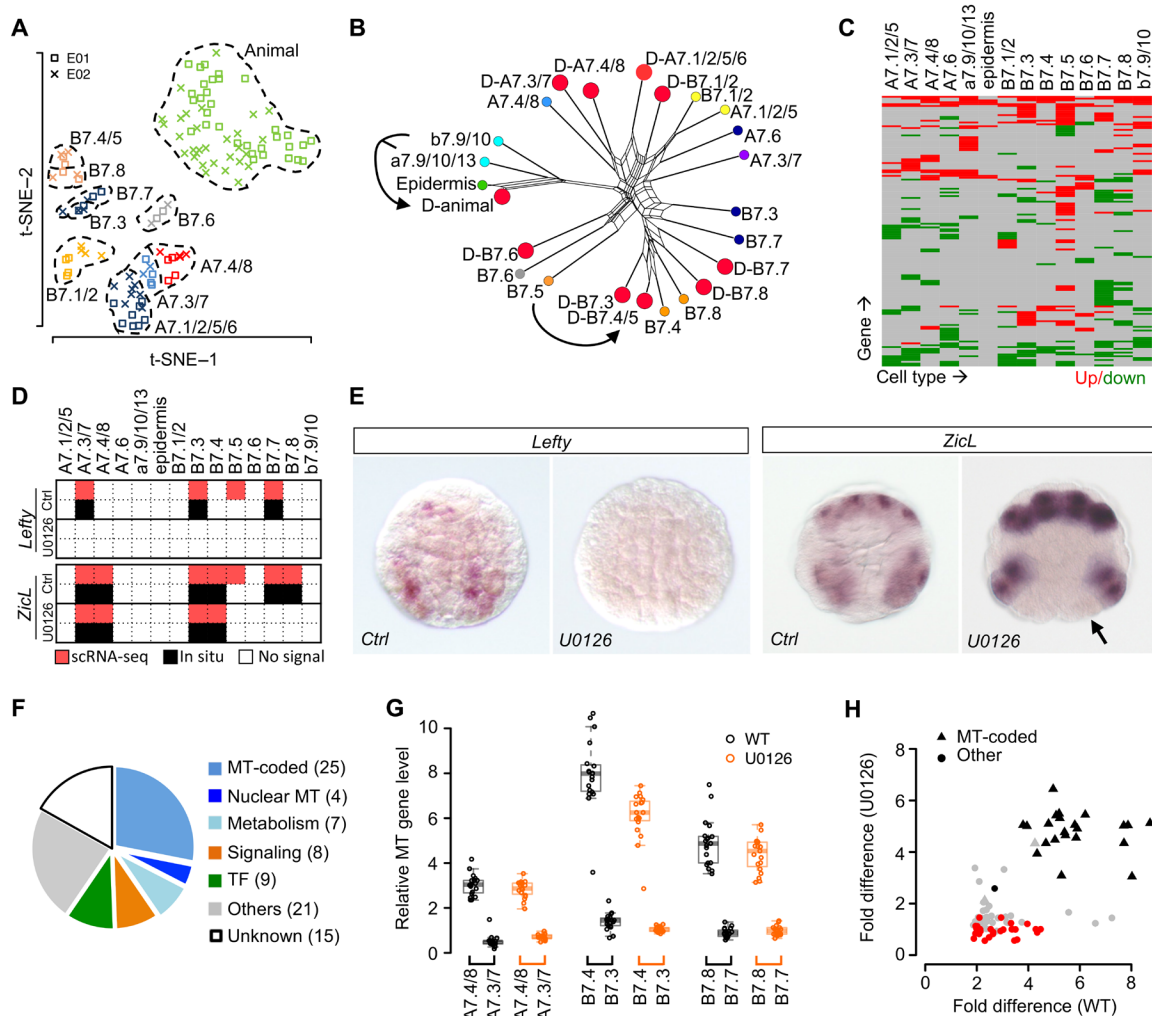 A
E01
E02
Animal
B7.4/5
B7.8
B7.7
B7.3
B7.6
B7.1/2
A7.4/8
A7.3/7
A7.1/2/5/6
t-SNE–2
t-SNE–1
B
D-A7.1/2/5/6
D-A7.4/8
D-A7.3/7
D-B7.1/2
B7.1/2
A7.4/8
A7.1/2/5
b7.9/10
A7.6
a7.9/10/13
A7.3/7
Epidermis
D-animal
B7.3
B7.7
D-B7.6
D-B7.7
B7.6
B7.5
D-B7.8
D-B7.3
D-B7.4/5
B7.4
B7.8
C
A7.1/2/5
A7.3/7
A7.4/8
A7.6
a7.9/10/13
epidermis
B7.1/2
B7.3
B7.4
B7.5
B7.6
B7.7
B7.8
b7.9/10
Gene →
Cell type →
Up/down
D
A7.1/2/5
A7.3/7
A7.4/8
A7.6
a7.9/10/13
epidermis
B7.1/2
B7.3
B7.4
B7.5
B7.6
B7.7
B7.8
b7.9/10
Lefty
Ctrl
U0126
ZicL
Ctrl
U0126
scRNA-seq
In situ
No signal
E
Lefty
ZicL
Ctrl
U0126
Ctrl
U0126
F
MT-coded (25)
Nuclear MT (4)
Metabolism (7)
Signaling (8)
TF (9)
Others (21)
Unknown (15)
G
Relative MT gene level
10
8
6
4
2
0
WT
U0126
A7.4/8
A7.3/7
A7.4/8
A7.3/7
B7.4
B7.3
B7.4
B7.3
B7.8
B7.7
B7.8
B7.7
H
MT-coded
Other
Fold difference (U0126)
8
6
4
2
0
0
2
4
6
8
Fold difference (WT)